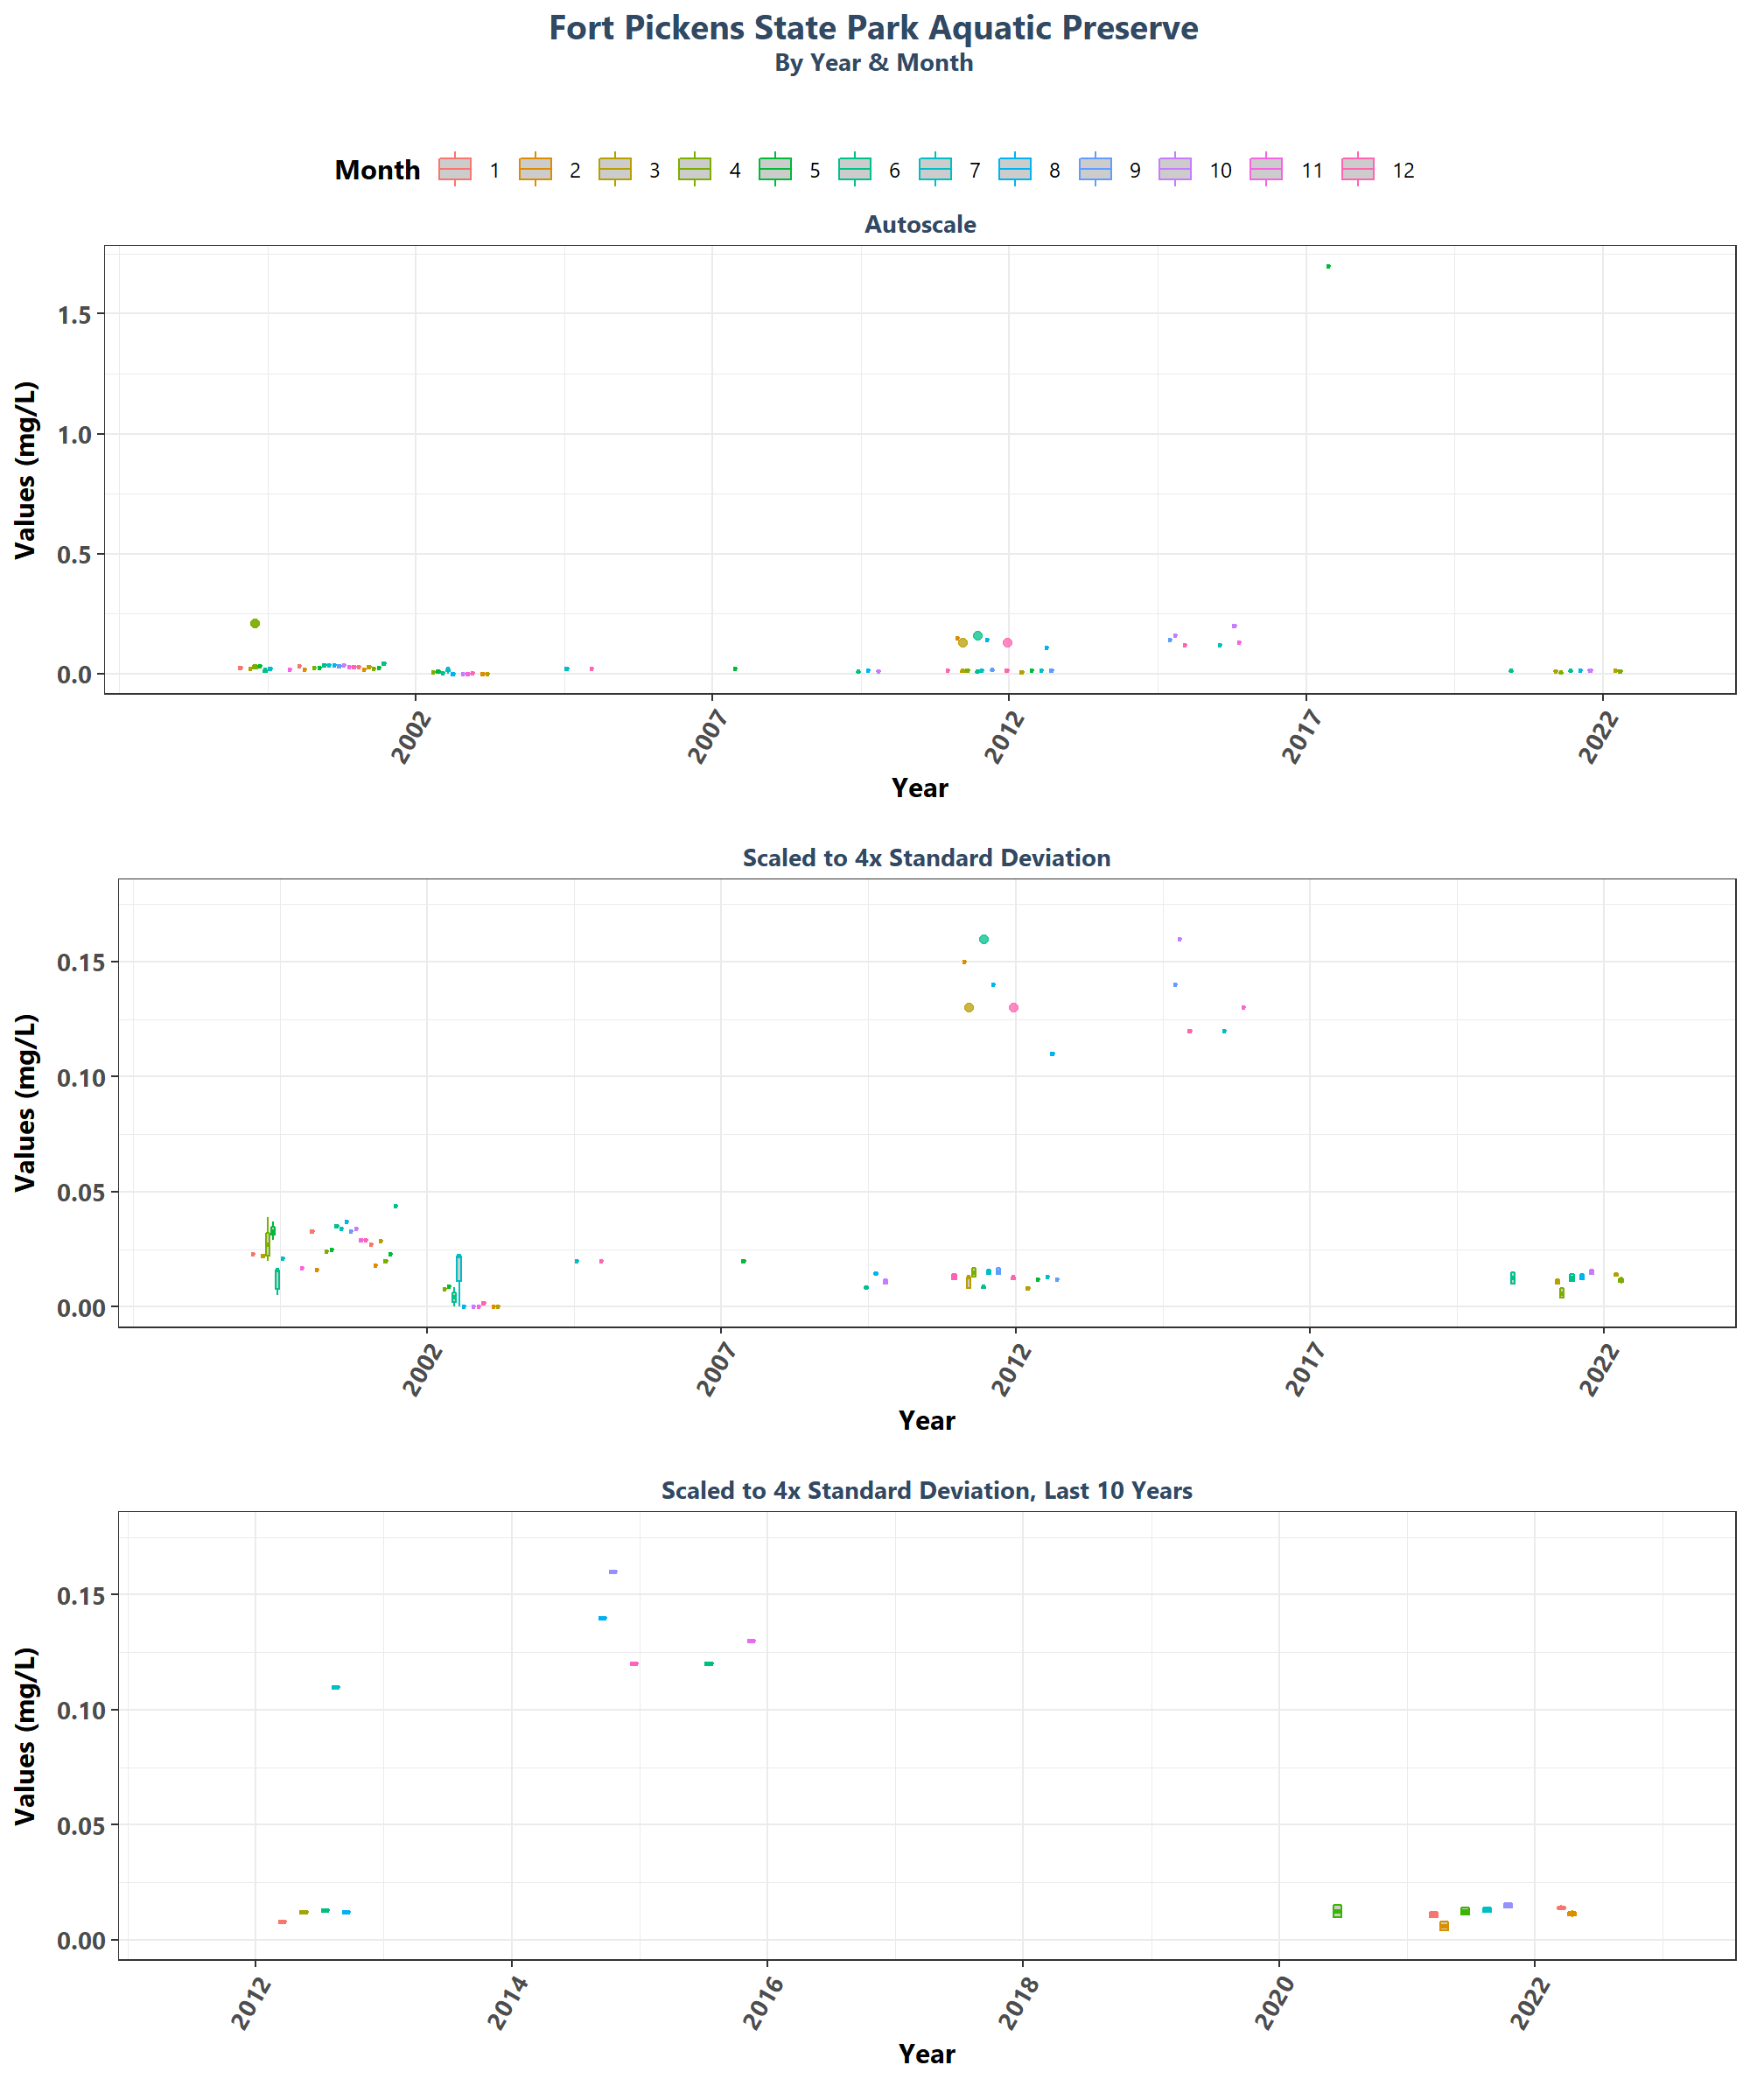 Fort Pickens State Park Aquatic Preserve
By Year & Month
Month 1 2 3 4 5 6 7 8 9 10 11 12
Autoscale
Values (mg/L)
1.5
1.0
0.5
0.0
2002 2007 2012 2017 2022
Year
Scaled to 4x Standard Deviation
Values (mg/L)
0.15
0.10
0.05
0.00
2002 2007 2012 2017 2022
Year
Scaled to 4x Standard Deviation, Last 10 Years
Values (mg/L)
0.15
0.10
0.05
0.00
2012 2014 2016 2018 2020 2022
Year